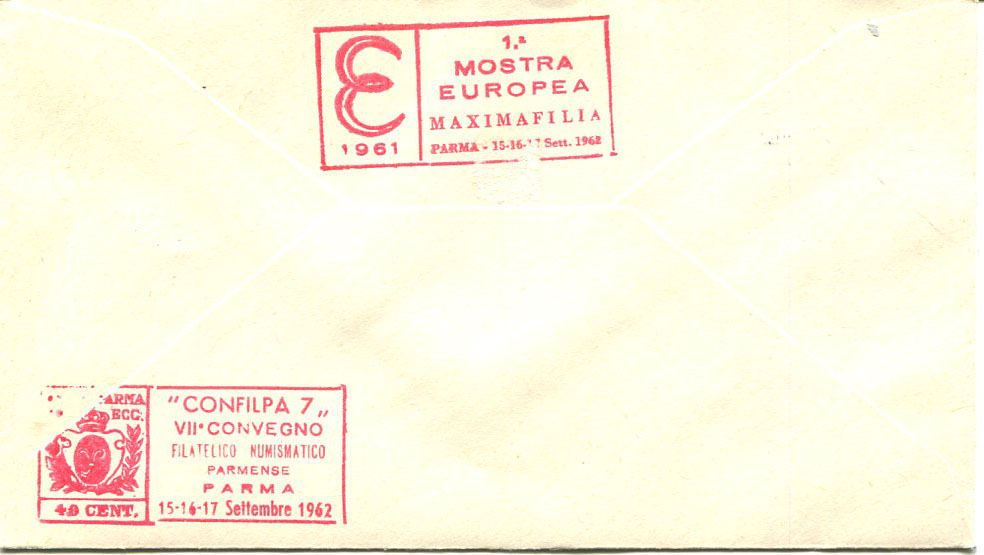 1.ª
MOSTRA
EUROPEA
MAXIMAFILIA
PARMA - 15-16-17 Sett. 1962
1961
ARMA
ECC.
40 CENT.
"CONFILPA 7„
VII° CONVEGNO
FILATELICO NUMISMATICO
PARMENSE
PARMA
15-16-17 Settembre 1962